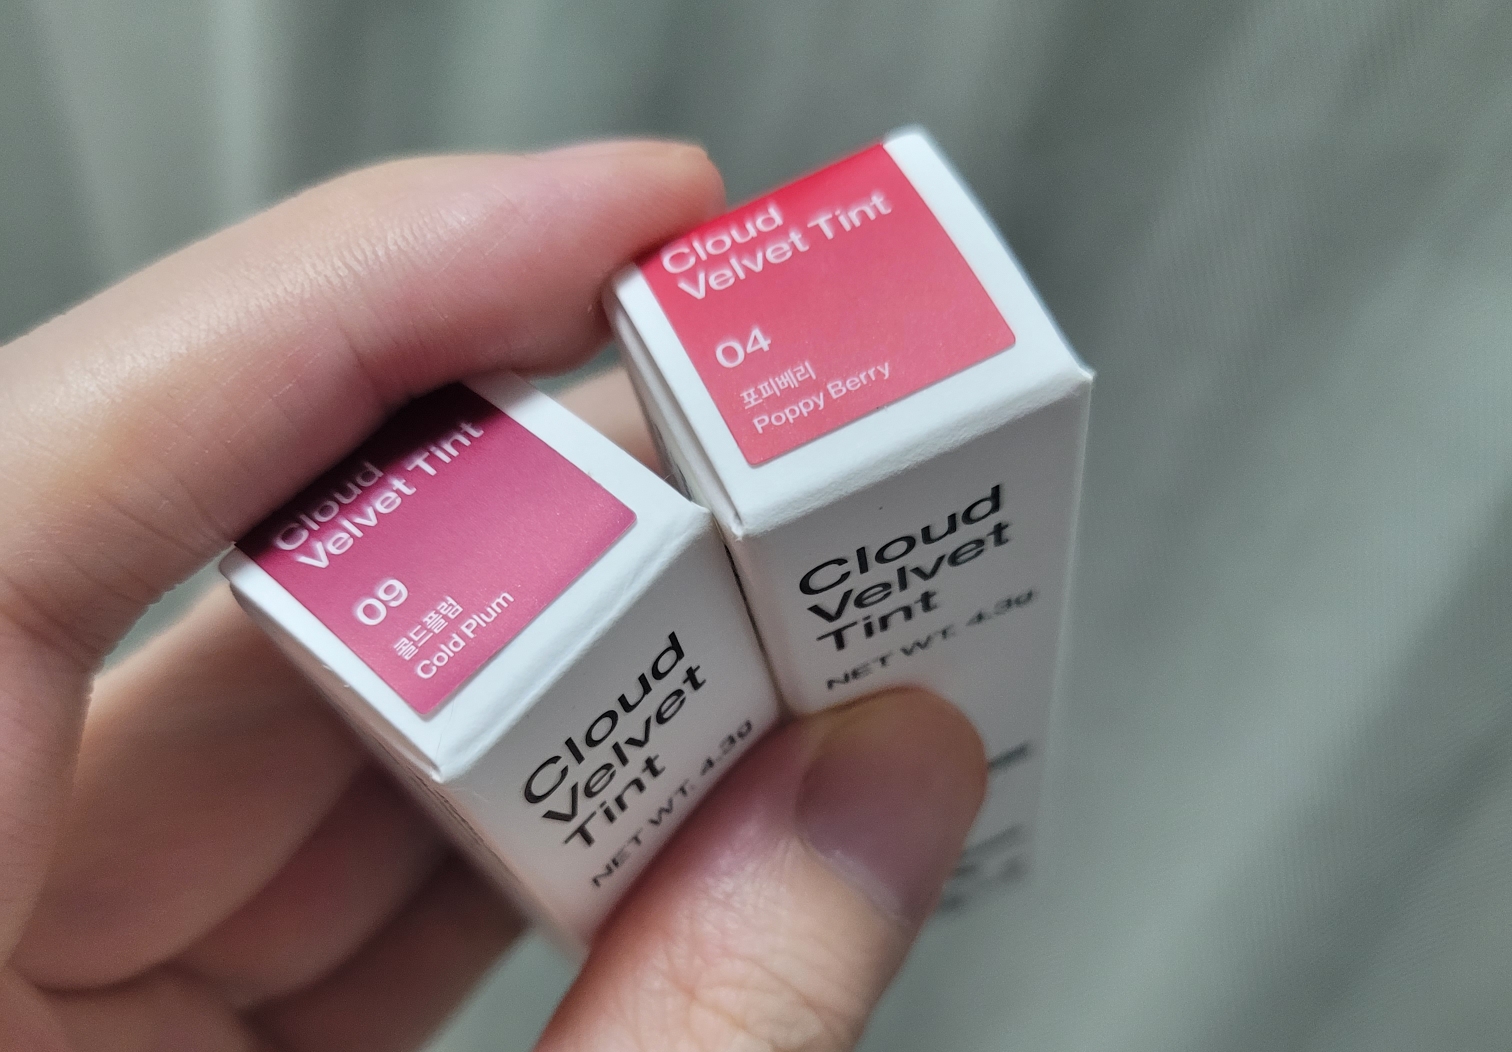 Cloud
Velvet Tint
09
콜드플럼
Cold Plum
Cloud
Velvet
Tint
NET WT. 4.3g
Cloud
Velvet Tint
04
포피베리
Poppy Berry
Cloud
Velvet
Tint
NET WT. 4.3g